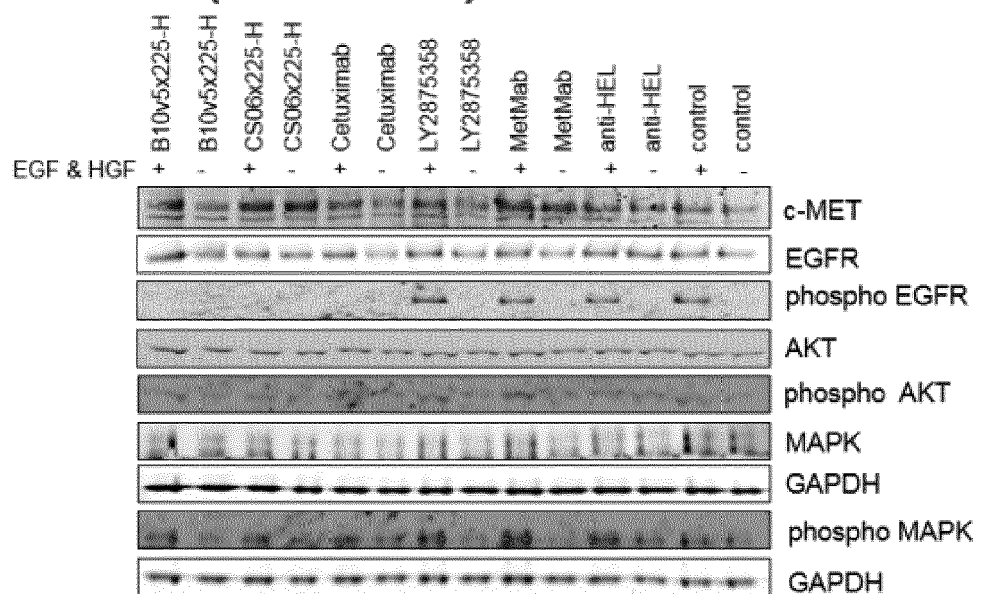 B10v5x225-H B10v5x225-H CS06x225-H CS06x225-H Cetuximab Cetuximab LY2875358 LY2875358 MetMab MetMab anti-HEL anti-HEL control control
EGF & HGF + - + - + - + - + - + - + -
c-MET
EGFR
phospho EGFR
AKT
phospho AKT
MAPK
GAPDH
phospho MAPK
GAPDH